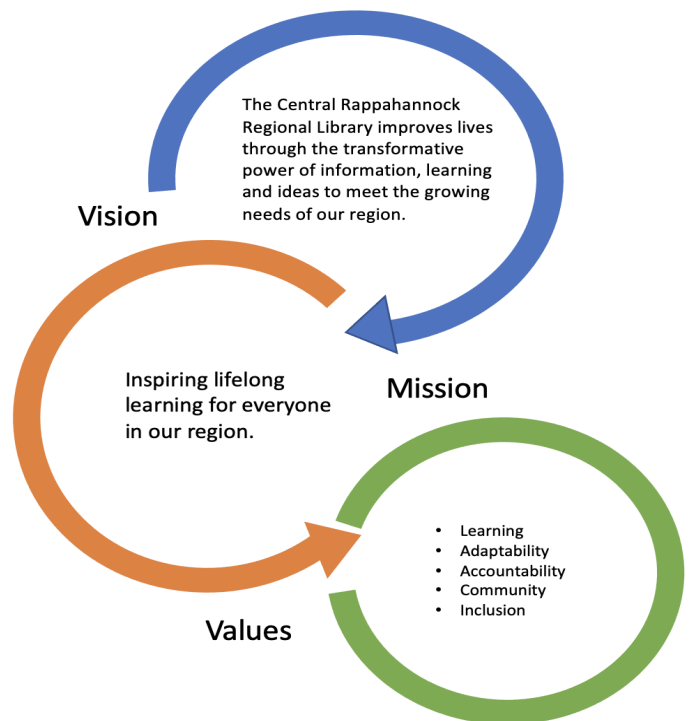 The Central Rappahannock
Regional Library improves lives
through the transformative
power of information, learning
and ideas to meet the growing
needs of our region.
Vision
Inspiring lifelong
learning for everyone
in our region.
Mission
• Learning
• Adaptability
• Accountability
• Community
• Inclusion
Values